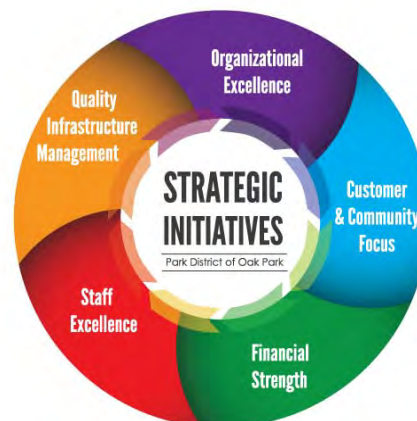 Organizational
Excellence
Customer
& Community
Focus
Financial
Strength
Staff
Excellence
Quality
Infrastructure
Management
STRATEGIC
INITIATIVES
Park District of Oak Park